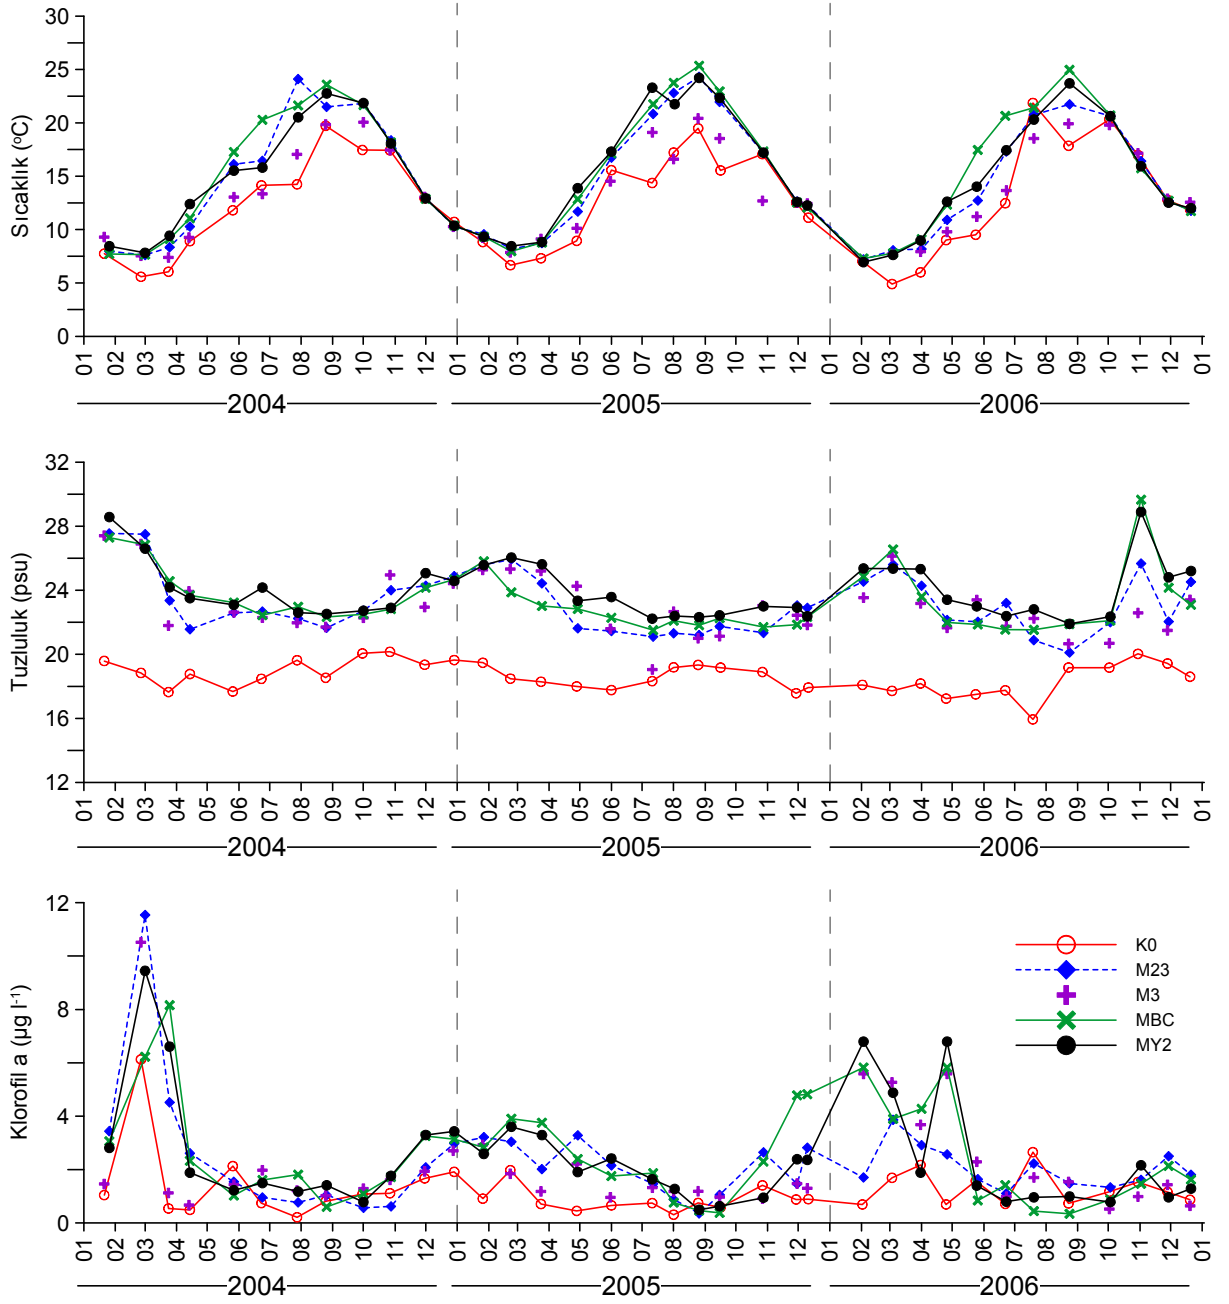 Sıcaklık (ºC)
30
25
20
15
10
5
0
01 02 03 04 05 06 07 08 09 10 11 12 01 02 03 04 05 06 07 08 09 10 11 12 01 02 03 04 05 06 07 08 09 10 11 12 01
2004 2005 2006
Tuzluluk (psu)
32
28
24
20
16
12
01 02 03 04 05 06 07 08 09 10 11 12 01 02 03 04 05 06 07 08 09 10 11 12 01 02 03 04 05 06 07 08 09 10 11 12 01
2004 2005 2006
Klorofil a (µg l⁻¹)
12
8
4
0
K0
M23
M3
MBC
MY2
01 02 03 04 05 06 07 08 09 10 11 12 01 02 03 04 05 06 07 08 09 10 11 12 01 02 03 04 05 06 07 08 09 10 11 12 01
2004 2005 2006